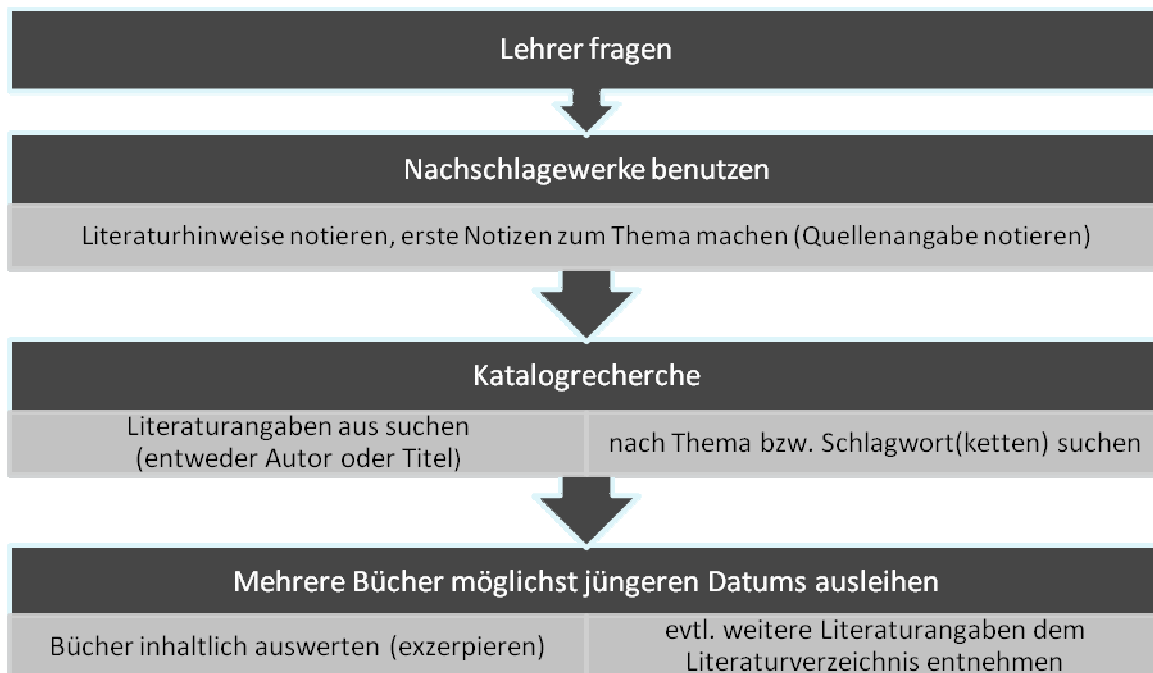 Lehrer fragen
Nachschlagewerke benutzen
Literaturhinweise notieren, erste Notizen zum Thema machen (Quellenangabe notieren)
Katalogrecherche
Literaturangaben aus suchen
(entweder Autor oder Titel)
nach Thema bzw. Schlagwort(ketten) suchen
Mehrere Bücher möglichst jüngeren Datums ausleihen
Bücher inhaltlich auswerten (exzerpieren)
evtl. weitere Literaturangaben dem
Literaturverzeichnis entnehmen